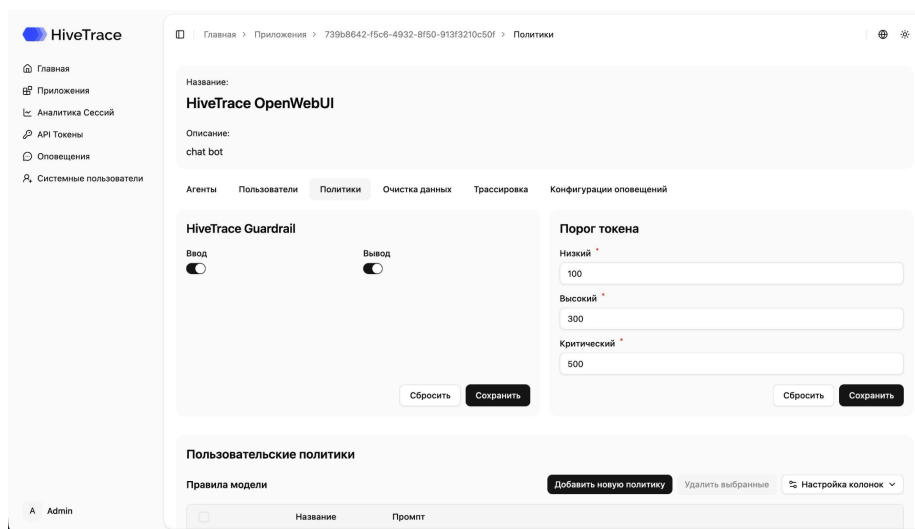 HiveTrace
Главная > Приложения > 739b8642-f5c6-4932-8f50-913f3210c50f > Политики
Главная
Приложения
Аналитика Сессий
API Токены
Оповещения
Системные пользователи
Название:
HiveTrace OpenWebUI
Описание:
chat bot
Агенты Пользователи Политики Очистка данных Трассировка Конфигурации оповещений
HiveTrace Guardrail
Ввод Вывод
Сбросить Сохранить
Порог токена
Низкий *
100
Высокий *
300
Критический *
500
Сбросить Сохранить
Пользовательские политики
Правила модели
Добавить новую политику Удалить выбранные Настройка колонок
Название Промпт
A Admin